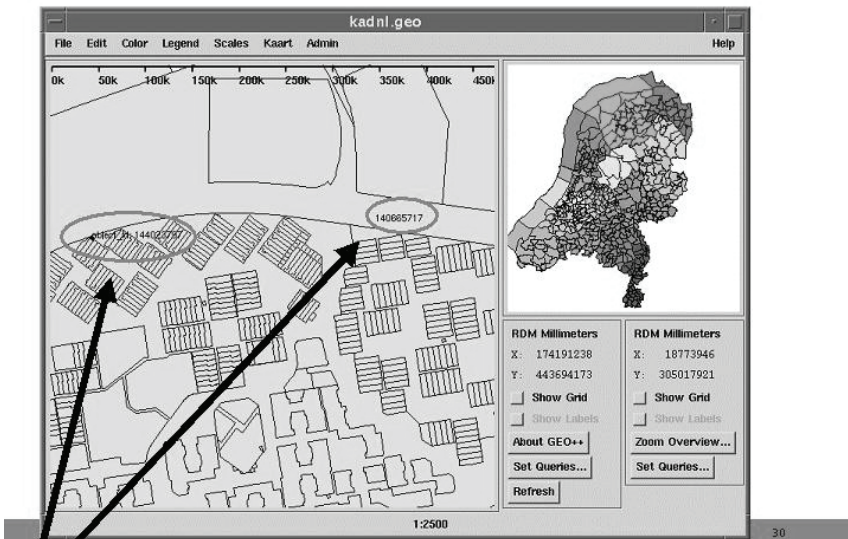 kadnl.geo
File Edit Color Legend Scales Kaart Admin Help
0k 50k 100k 150k 200k 250k 300k 350k 400k 450k
140665717
RDM Millimeters
X: 174191238
Y: 443694173
Show Grid
Show Labels
About GEO++
Set Queries...
Refresh
RDM Millimeters
X: 18773946
Y: 305017921
Show Grid
Show Labels
Zoom Overview...
Set Queries...
1:2500
30